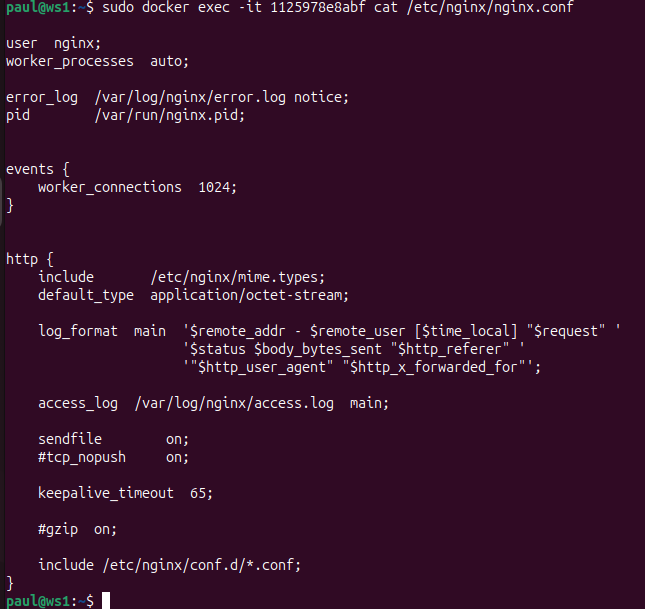 paul@ws1:~$ sudo docker exec -it 1125978e8abf cat /etc/nginx/nginx.conf
user  nginx;
worker_processes  auto;
error_log  /var/log/nginx/error.log notice;
pid        /var/run/nginx.pid;
events {
    worker_connections  1024;
}
http {
    include       /etc/nginx/mime.types;
    default_type  application/octet-stream;
    log_format  main  '$remote_addr - $remote_user [$time_local] "$request" '
                      '$status $body_bytes_sent "$http_referer" '
                      '"$http_user_agent" "$http_x_forwarded_for"';
    access_log  /var/log/nginx/access.log  main;
    sendfile        on;
    #tcp_nopush     on;
    keepalive_timeout  65;
    #gzip  on;
    include /etc/nginx/conf.d/*.conf;
}
paul@ws1:~$